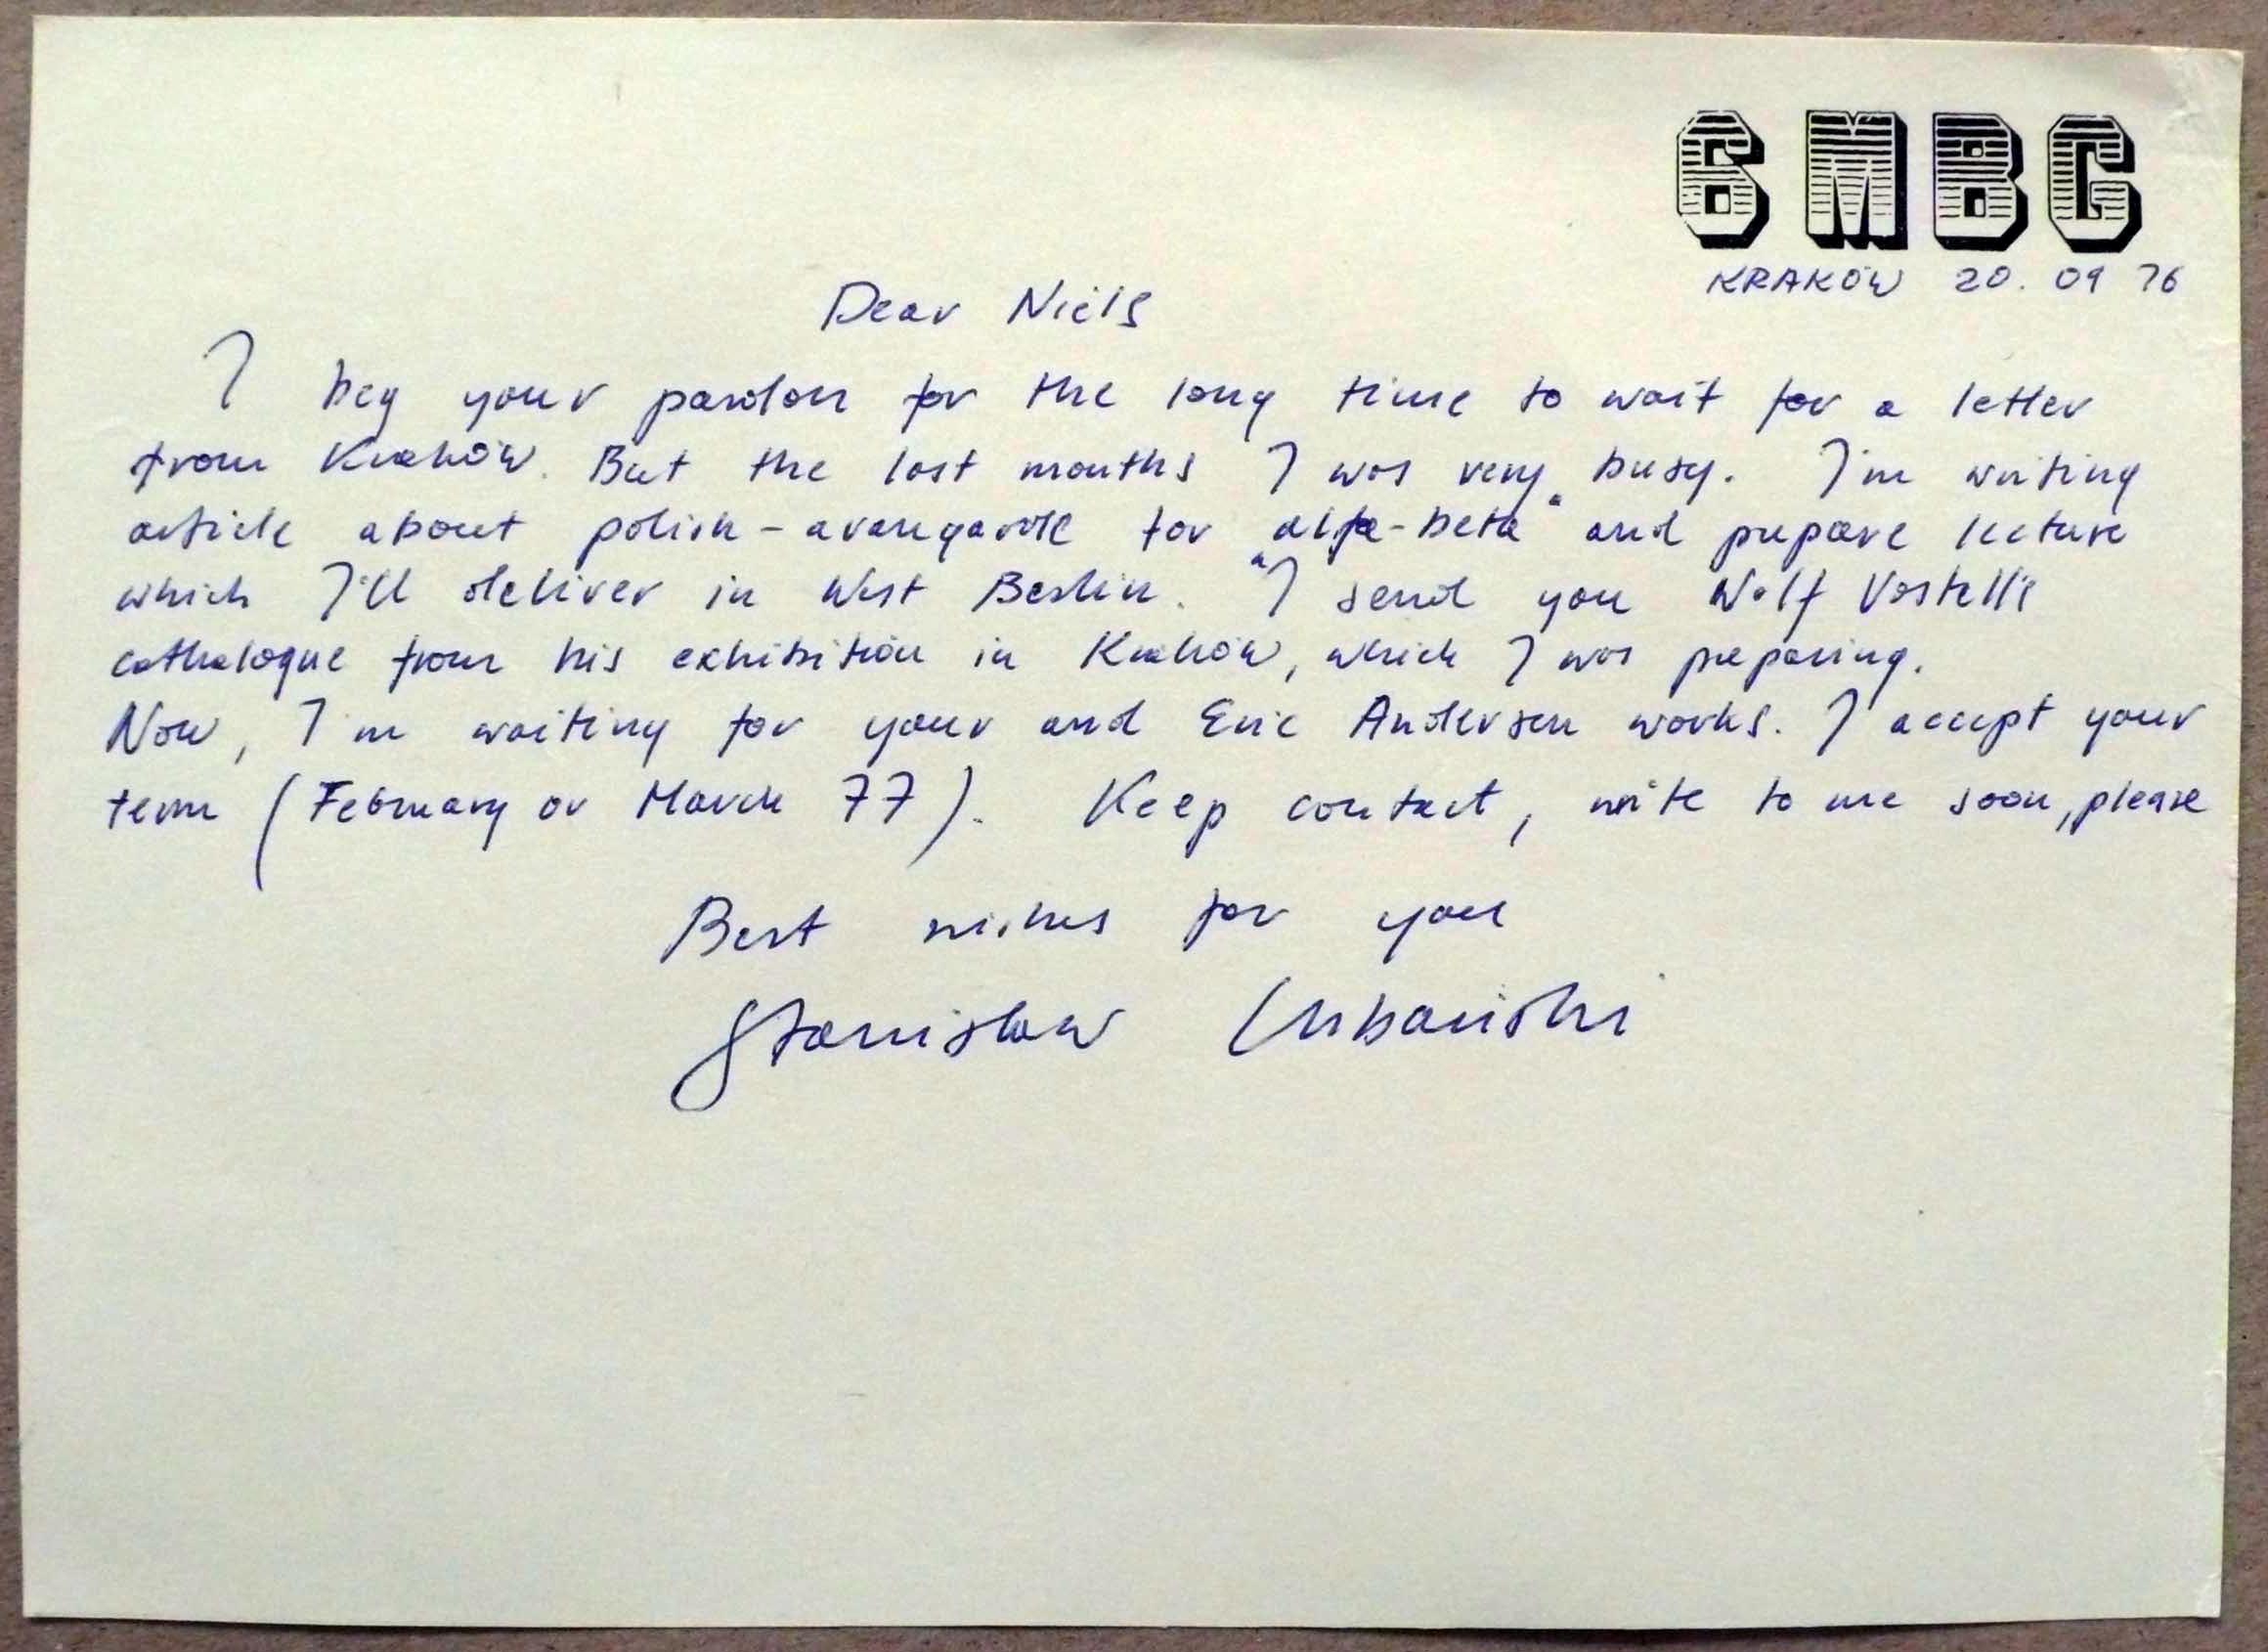 6 MBG
KRAKÓW 20. 09 76
Dear Niels
I beg your pardon for the long time to wait for a letter
from Kraków. But the last months I was very busy. I'm writing
article about polish - avangarde for "alfa-beta" and prepare lecture
which I'll deliver in West Berlin. I send you Wolf Vostell's
cathalogue from his exhibition in Kraków, which I was preparing.
Now, I'm waiting for your and Eric Andersen works. I accept your
term (February or March 77). Keep contact, write to me soon, please
Best wishes for you
Stanisław Urbański